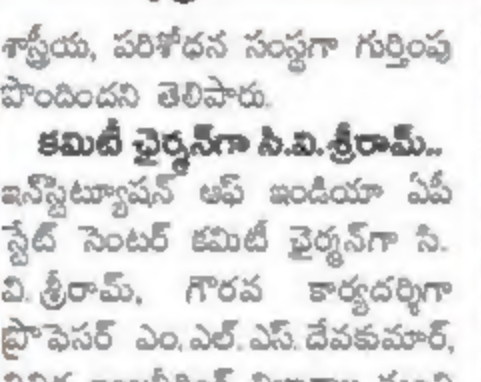 శాస్త్రీయ, పరిశోధన సంస్థగా గుర్తింపు
పొందిందని తెలిపారు.
కమిటీ ఛైర్మన్‌గా సి.వి.శ్రీరామ్..
ఇన్‌స్టిట్యూషన్ ఆఫ్ ఇండియా ఏపీ
స్టేట్ సెంటర్ కమిటీ ఛైర్మన్‌గా సి.
వి. శ్రీరామ్, గౌరవ కార్యదర్శిగా
ప్రొఫెసర్ ఎం.ఎల్.ఎస్.దేవకుమార్,